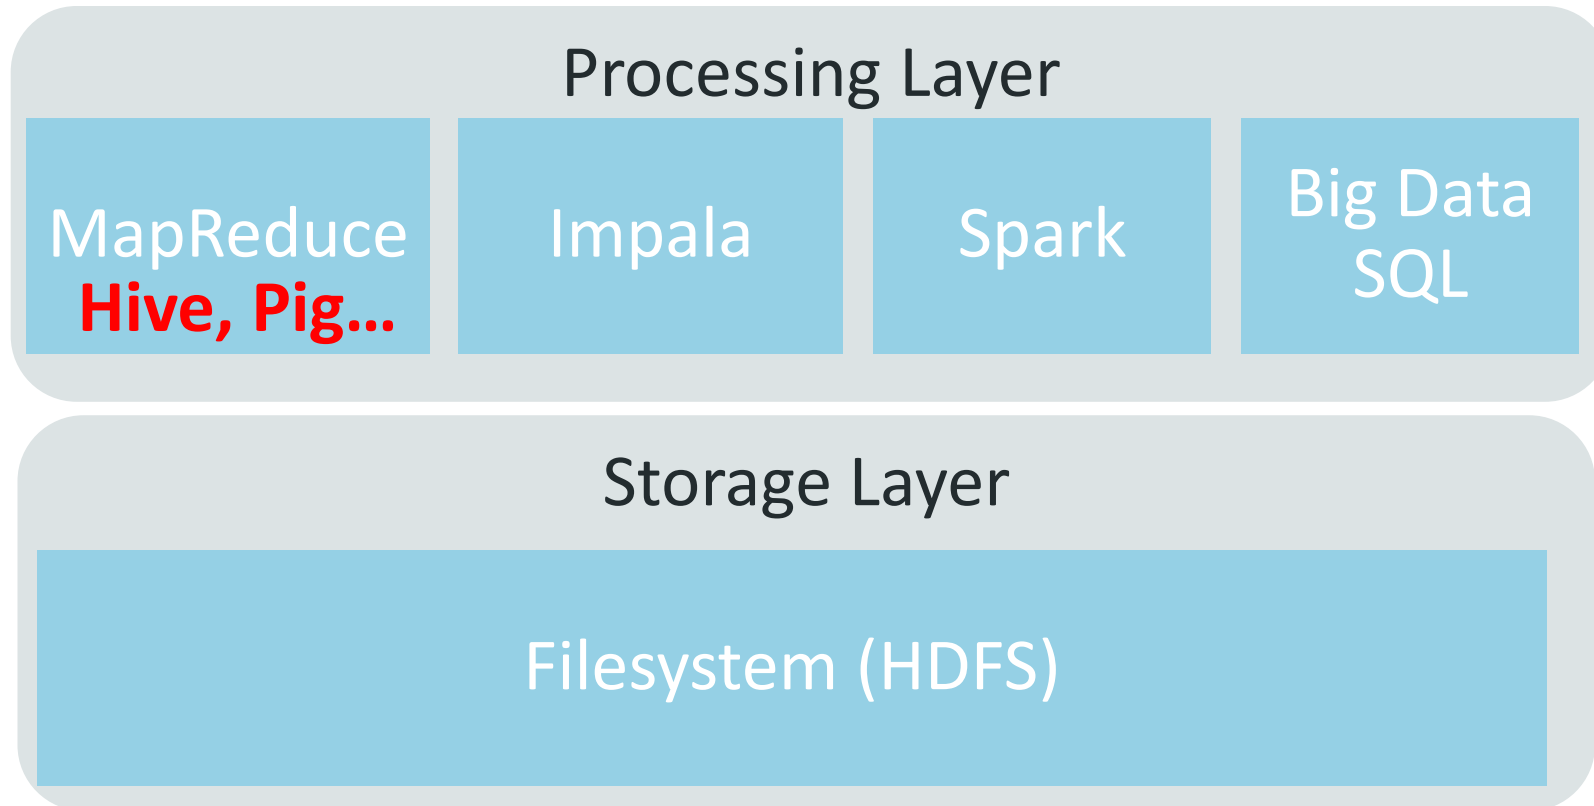 Processing Layer
MapReduce
Hive, Pig...
Impala
Spark
Big Data
SQL
Storage Layer
Filesystem (HDFS)